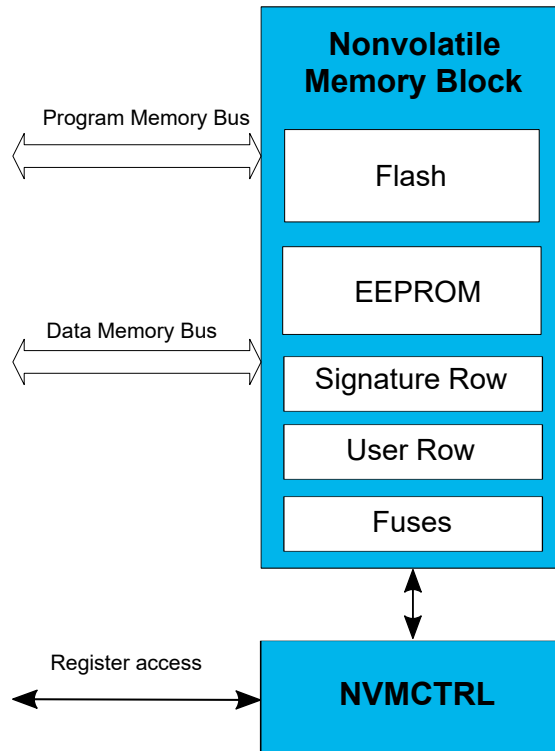 Nonvolatile
Memory Block
Program Memory Bus
Flash
EEPROM
Data Memory Bus
Signature Row
User Row
Fuses
Register access
NVMCTRL